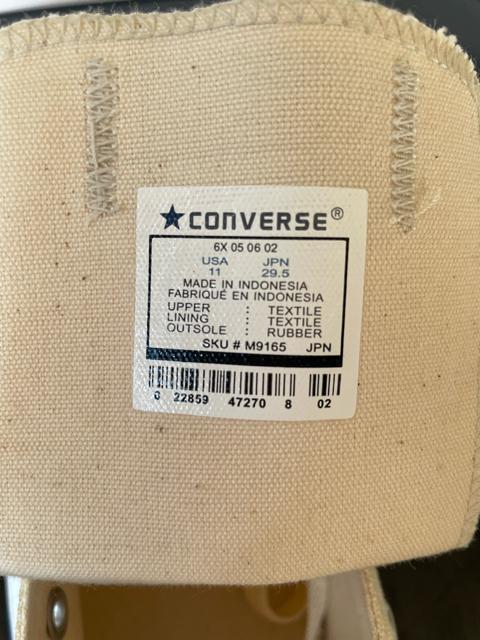 ★CONVERSE®
6X 05 06 02
USA JPN
11 29.5
MADE IN INDONESIA
FABRIQUÉ EN INDONESIA
UPPER : TEXTILE
LINING : TEXTILE
OUTSOLE : RUBBER
SKU # M9165 JPN
0 22859 47270 8 02